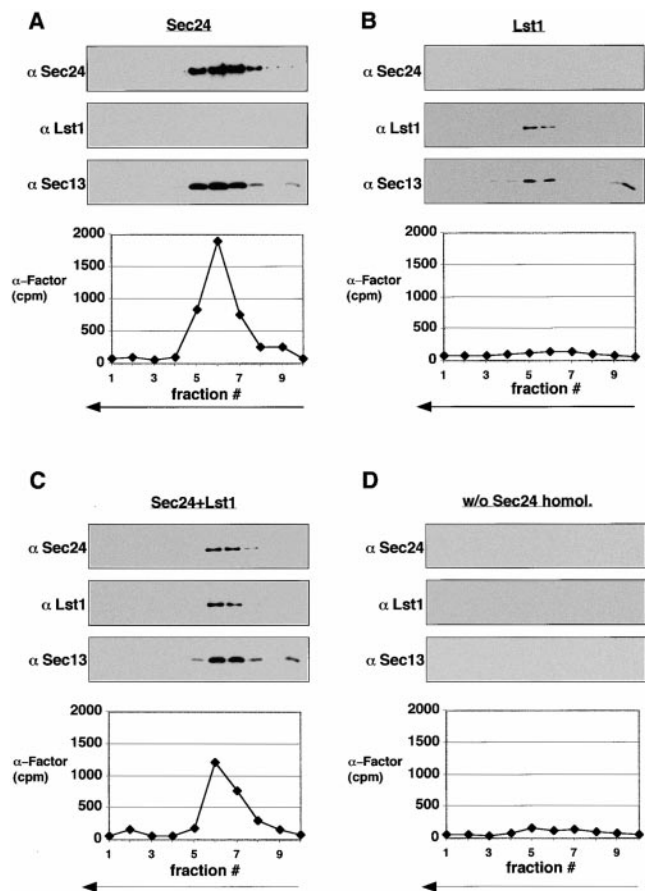 A
Sec24
α Sec24
α Lst1
α Sec13
2000
1500
α–Factor
(cpm)
1000
500
0
1 3 5 7 9
fraction #
B
Lst1
α Sec24
α Lst1
α Sec13
2000
1500
α–Factor
(cpm)
1000
500
0
1 3 5 7 9
fraction #
C
Sec24+Lst1
α Sec24
α Lst1
α Sec13
2000
1500
α–Factor
(cpm)
1000
500
0
1 3 5 7 9
fraction #
D
w/o Sec24 homol.
α Sec24
α Lst1
α Sec13
2000
1500
α–Factor
(cpm)
1000
500
0
1 3 5 7 9
fraction #